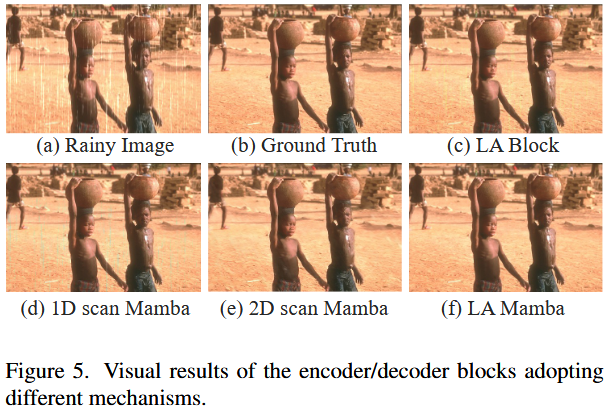 (a) Rainy Image (b) Ground Truth (c) LA Block
(d) 1D scan Mamba (e) 2D scan Mamba (f) LA Mamba
Figure 5. Visual results of the encoder/decoder blocks adopting
different mechanisms.